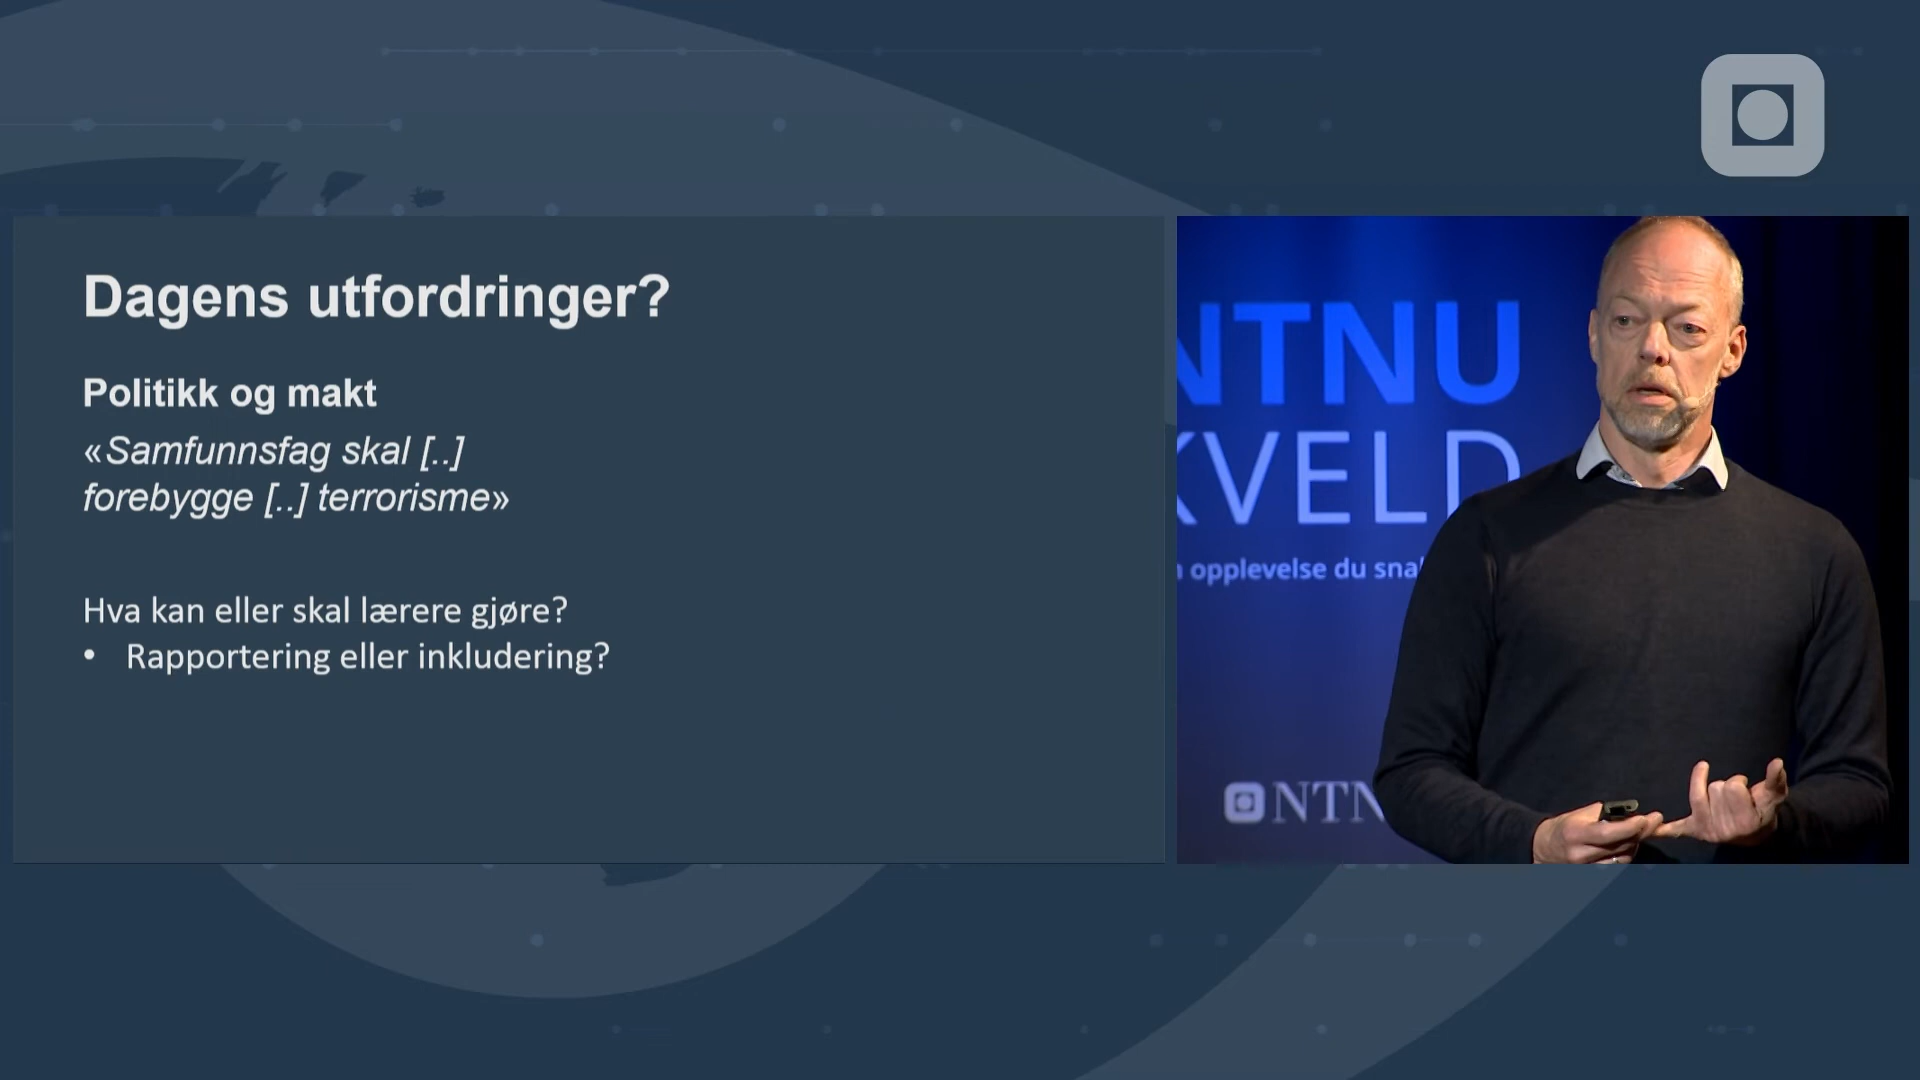 Dagens utfordringer?
Politikk og makt
«Samfunnsfag skal [..]
forebygge [..] terrorisme»
Hva kan eller skal lærere gjøre?
• Rapportering eller inkludering?
NTNU
KVELD
opplevelse du
NTN